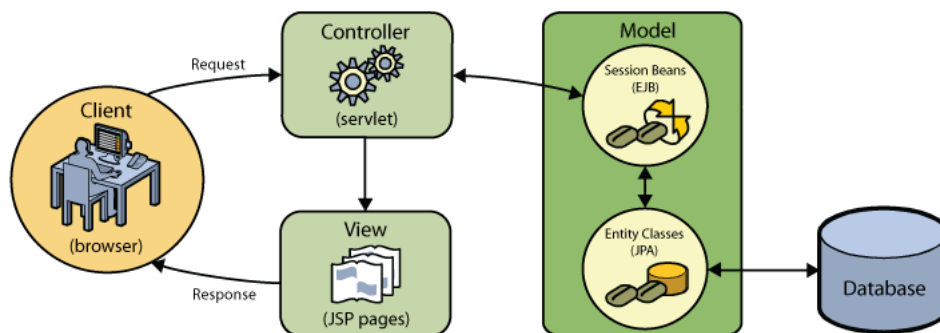 Controller
(servlet)
Request
Client
(browser)
Response
View
(JSP pages)
Model
Session Beans
(EJB)
Entity Classes
(JPA)
Database